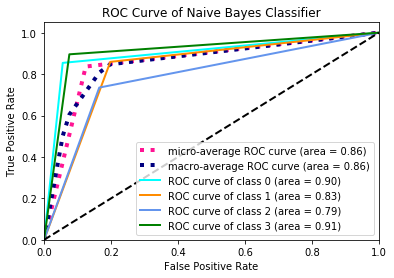 ROC Curve of Naive Bayes Classifier
True Positive Rate
1.0
0.8
0.6
0.4
0.2
0.0
micro-average ROC curve (area = 0.86)
macro-average ROC curve (area = 0.86)
ROC curve of class 0 (area = 0.90)
ROC curve of class 1 (area = 0.83)
ROC curve of class 2 (area = 0.79)
ROC curve of class 3 (area = 0.91)
0.0 0.2 0.4 0.6 0.8 1.0
False Positive Rate